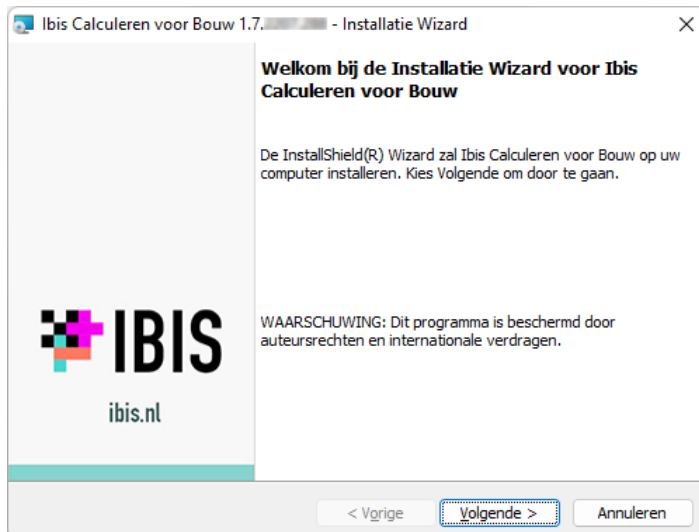 Ibis Calculeren voor Bouw 1.7. - Installatie Wizard
Welkom bij de Installatie Wizard voor Ibis
Calculeren voor Bouw
De InstallShield(R) Wizard zal Ibis Calculeren voor Bouw op uw
computer installeren. Kies Volgende om door te gaan.
IBIS
ibis.nl
WAARSCHUWING: Dit programma is beschermd door
auteursrechten en internationale verdragen.
< Vorige
Volgende >
Annuleren